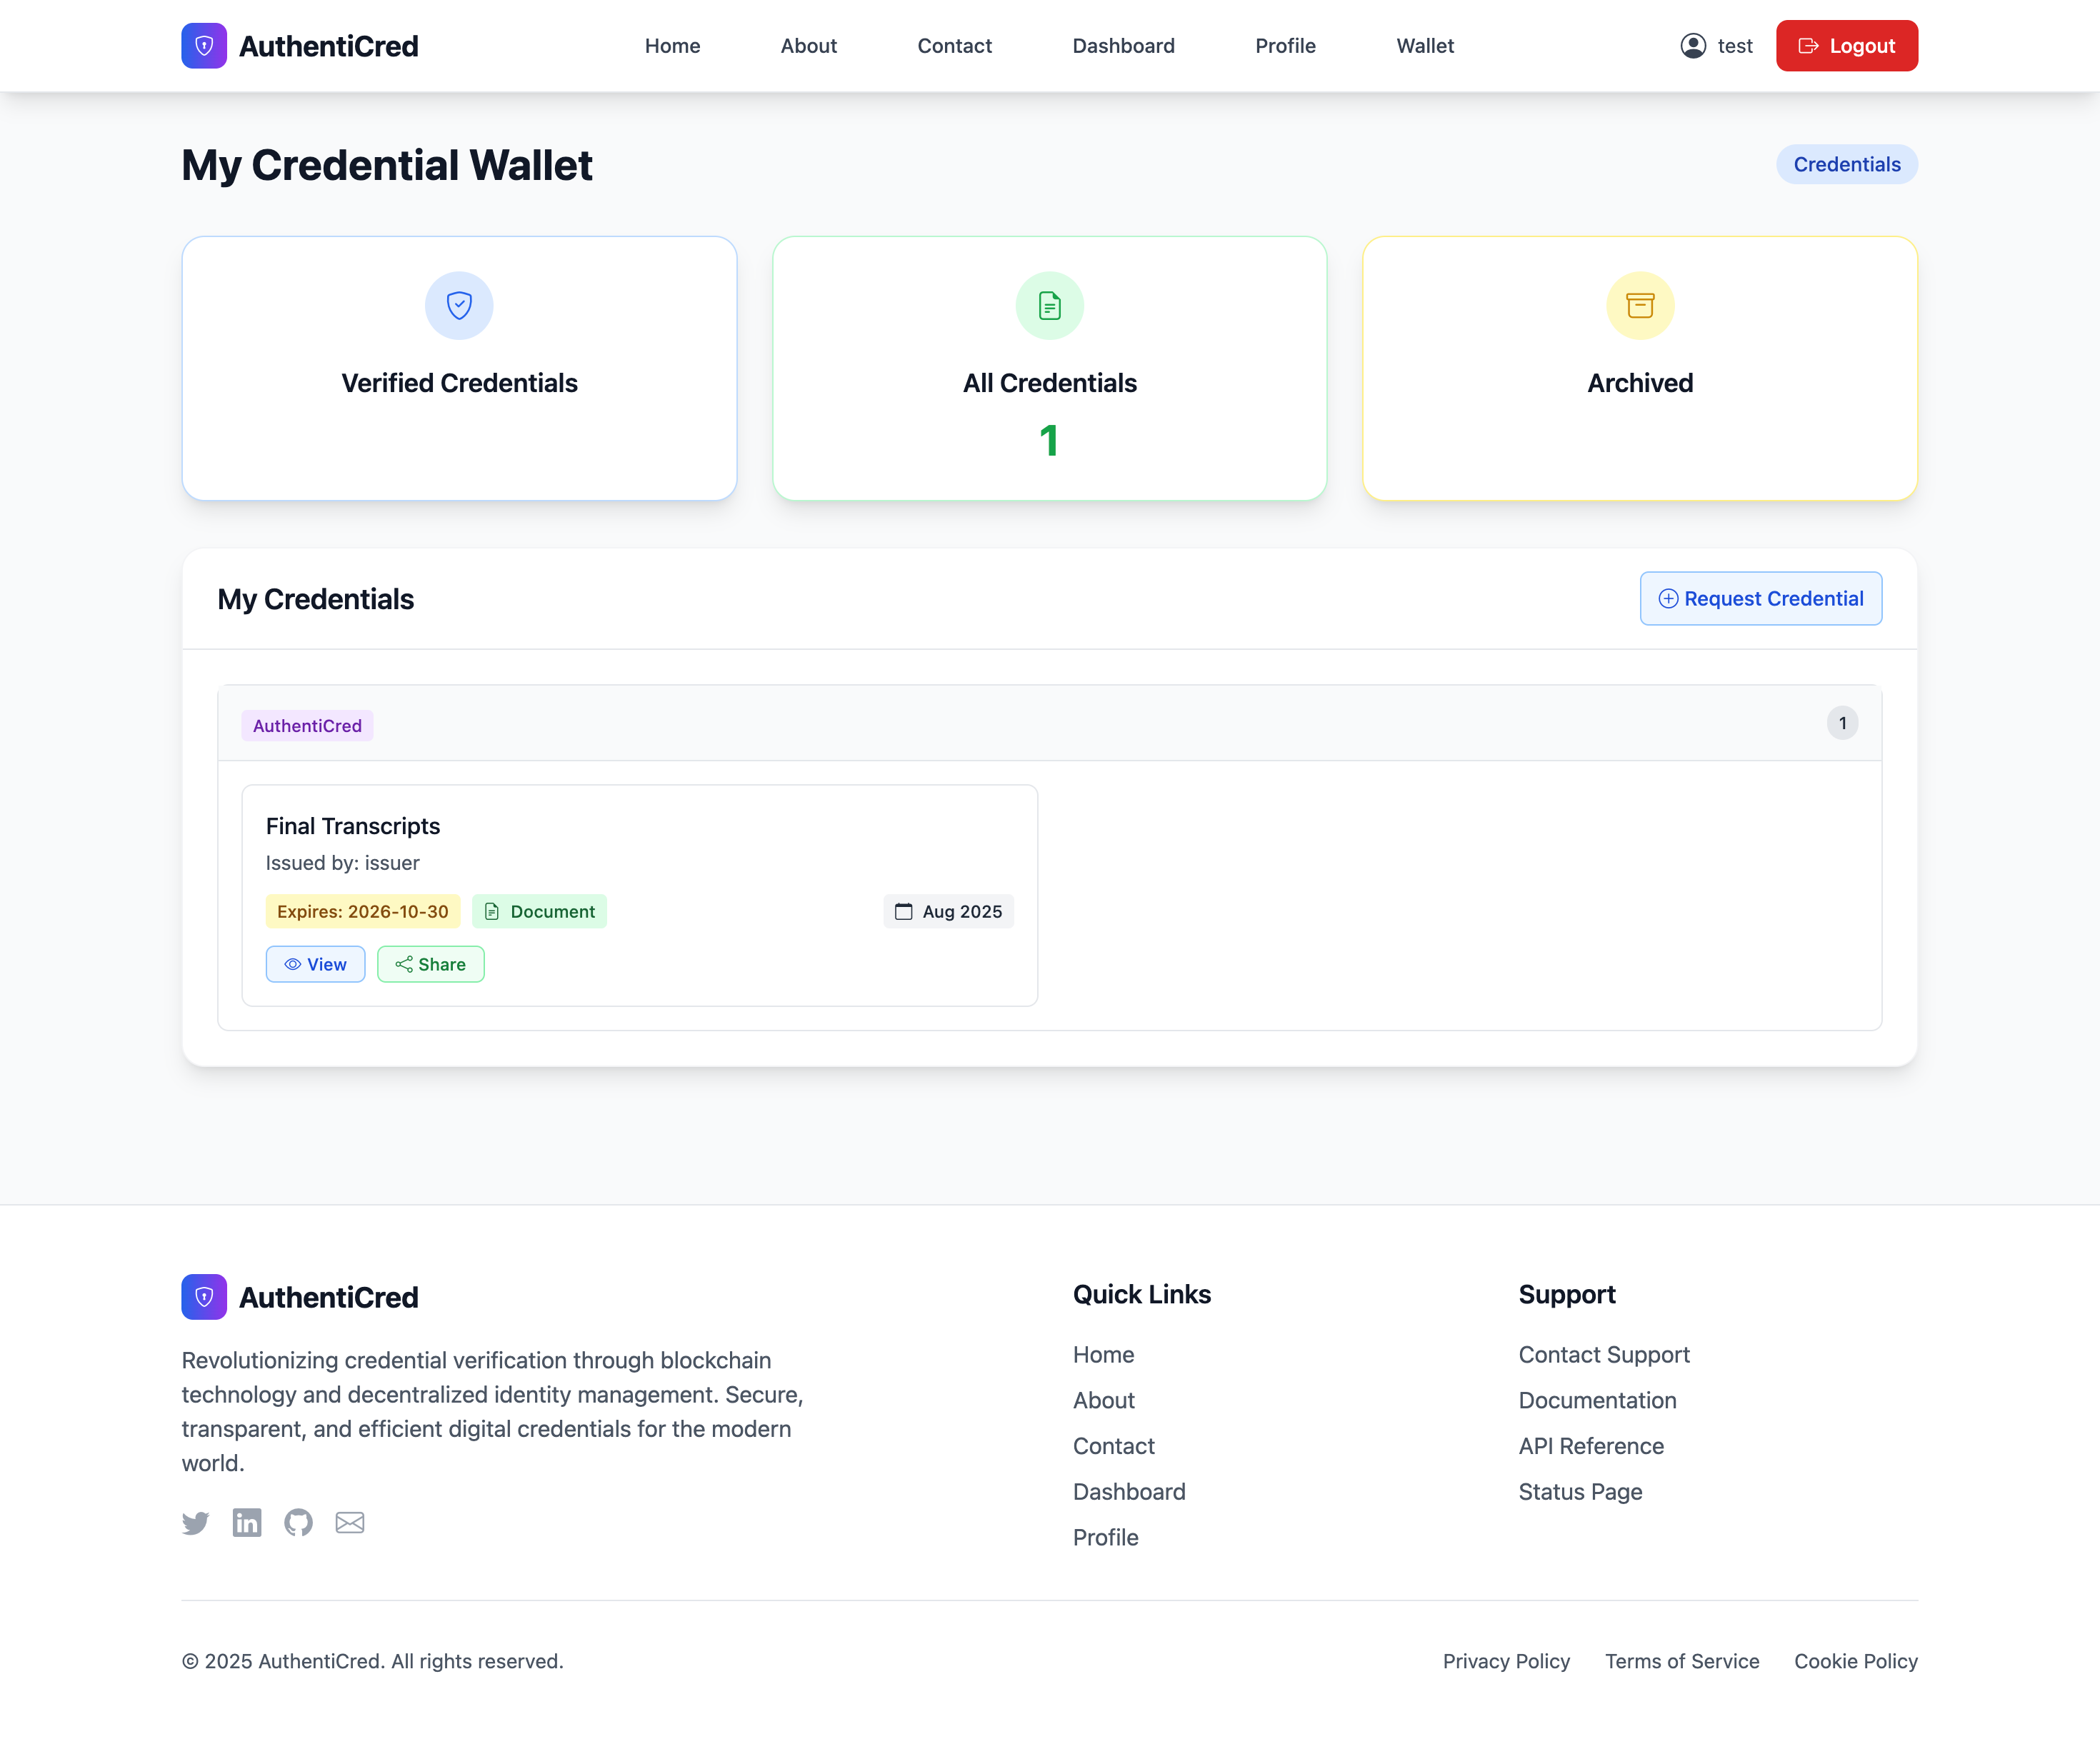 AuthentiCred
Home
About
Contact
Dashboard
Profile
Wallet
test
Logout
My Credential Wallet
Credentials
Verified Credentials
All Credentials
1
Archived
My Credentials
Request Credential
AuthentiCred
1
Final Transcripts
Issued by: issuer
Expires: 2026-10-30
Document
Aug 2025
View
Share
AuthentiCred
Revolutionizing credential verification through blockchain
technology and decentralized identity management. Secure,
transparent, and efficient digital credentials for the modern
world.
Quick Links
Home
About
Contact
Dashboard
Profile
Support
Contact Support
Documentation
API Reference
Status Page
© 2025 AuthentiCred. All rights reserved.
Privacy Policy
Terms of Service
Cookie Policy